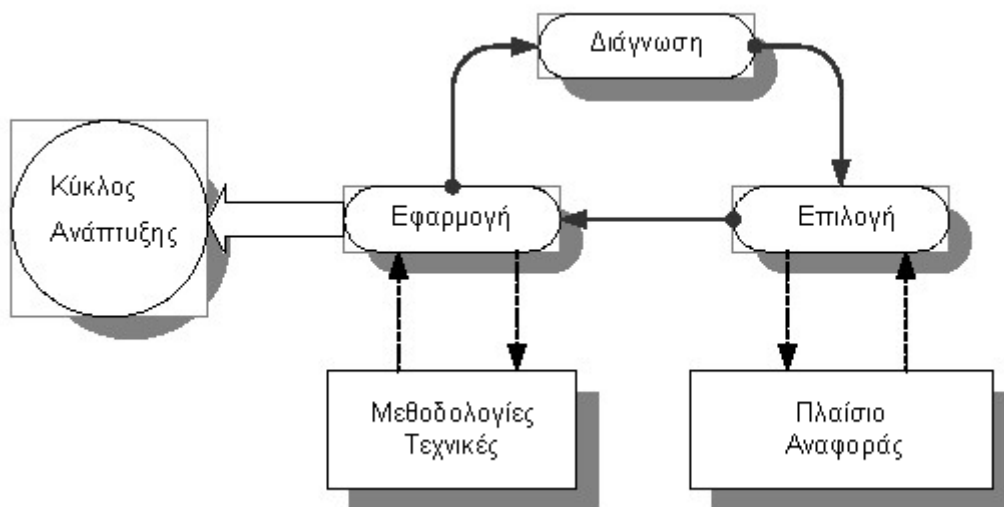 Διάγνωση
Κύκλος
Ανάπτυξης
Εφαρμογή
Επιλογή
Μεθοδολογίες
Τεχνικές
Πλαίσιο
Αναφοράς